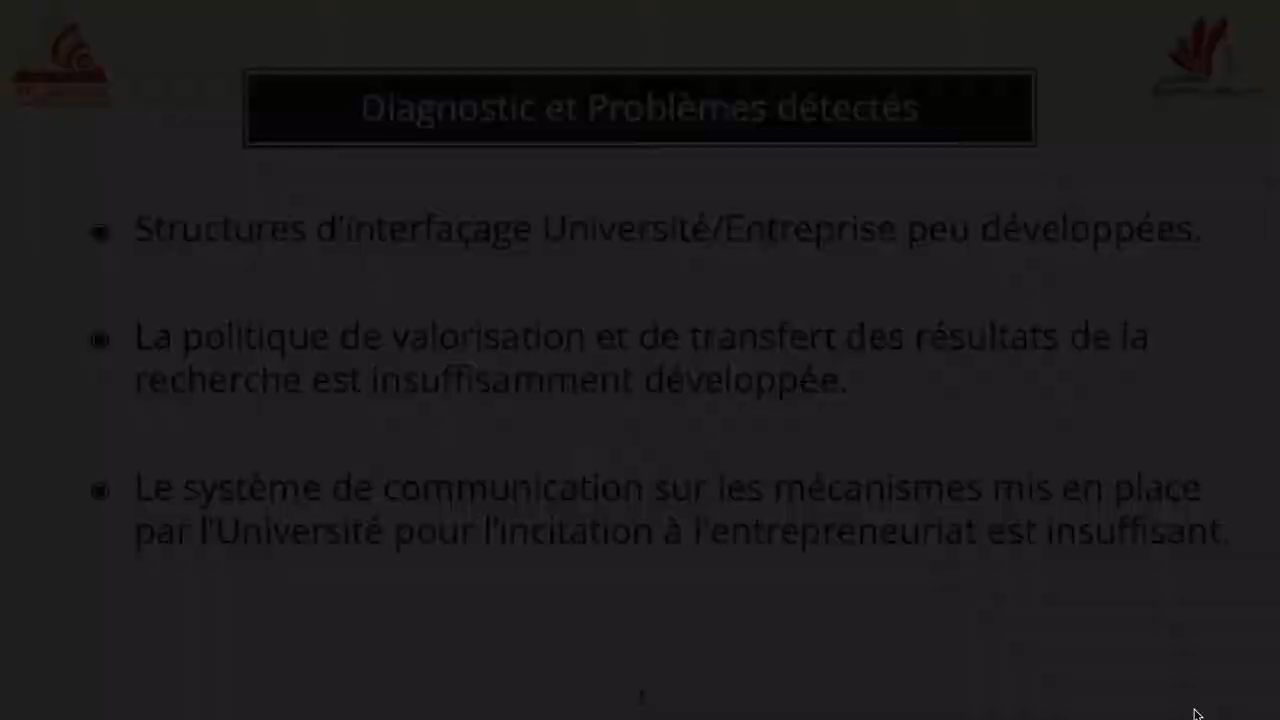 Diagnostic et Problèmes détectés
Structures d'interfaçage Université/Entreprise peu développées.
La politique de valorisation et de transfert des résultats de la
recherche est insuffisamment développée.
Le système de communication sur les mécanismes mis en place
par l'Université pour l'incitation à l'entrepreneuriat est insuffisant.